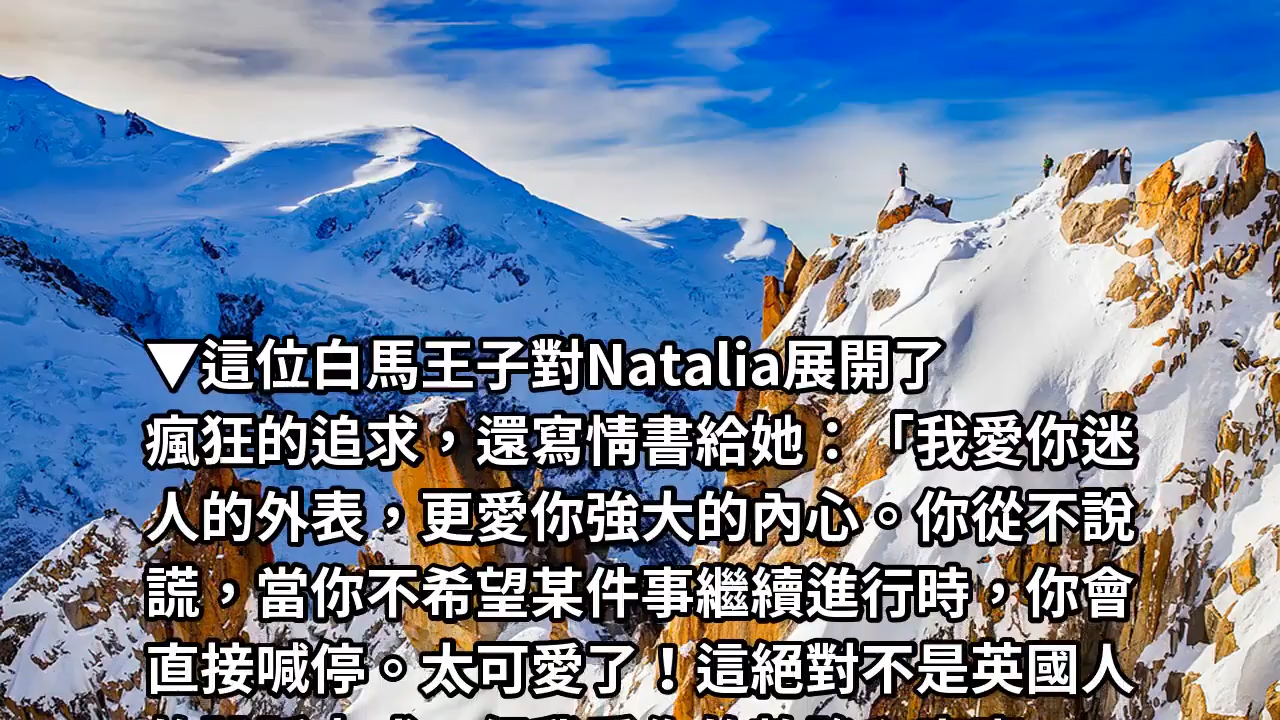 ▼這位白馬王子對Natalia展開了
瘋狂的追求，還寫情書給她：「我愛你迷
人的外表，更愛你強大的內心。你從不說
謊，當你不希望某件事繼續進行時，你會
直接喊停。太可愛了！這絕對不是英國人